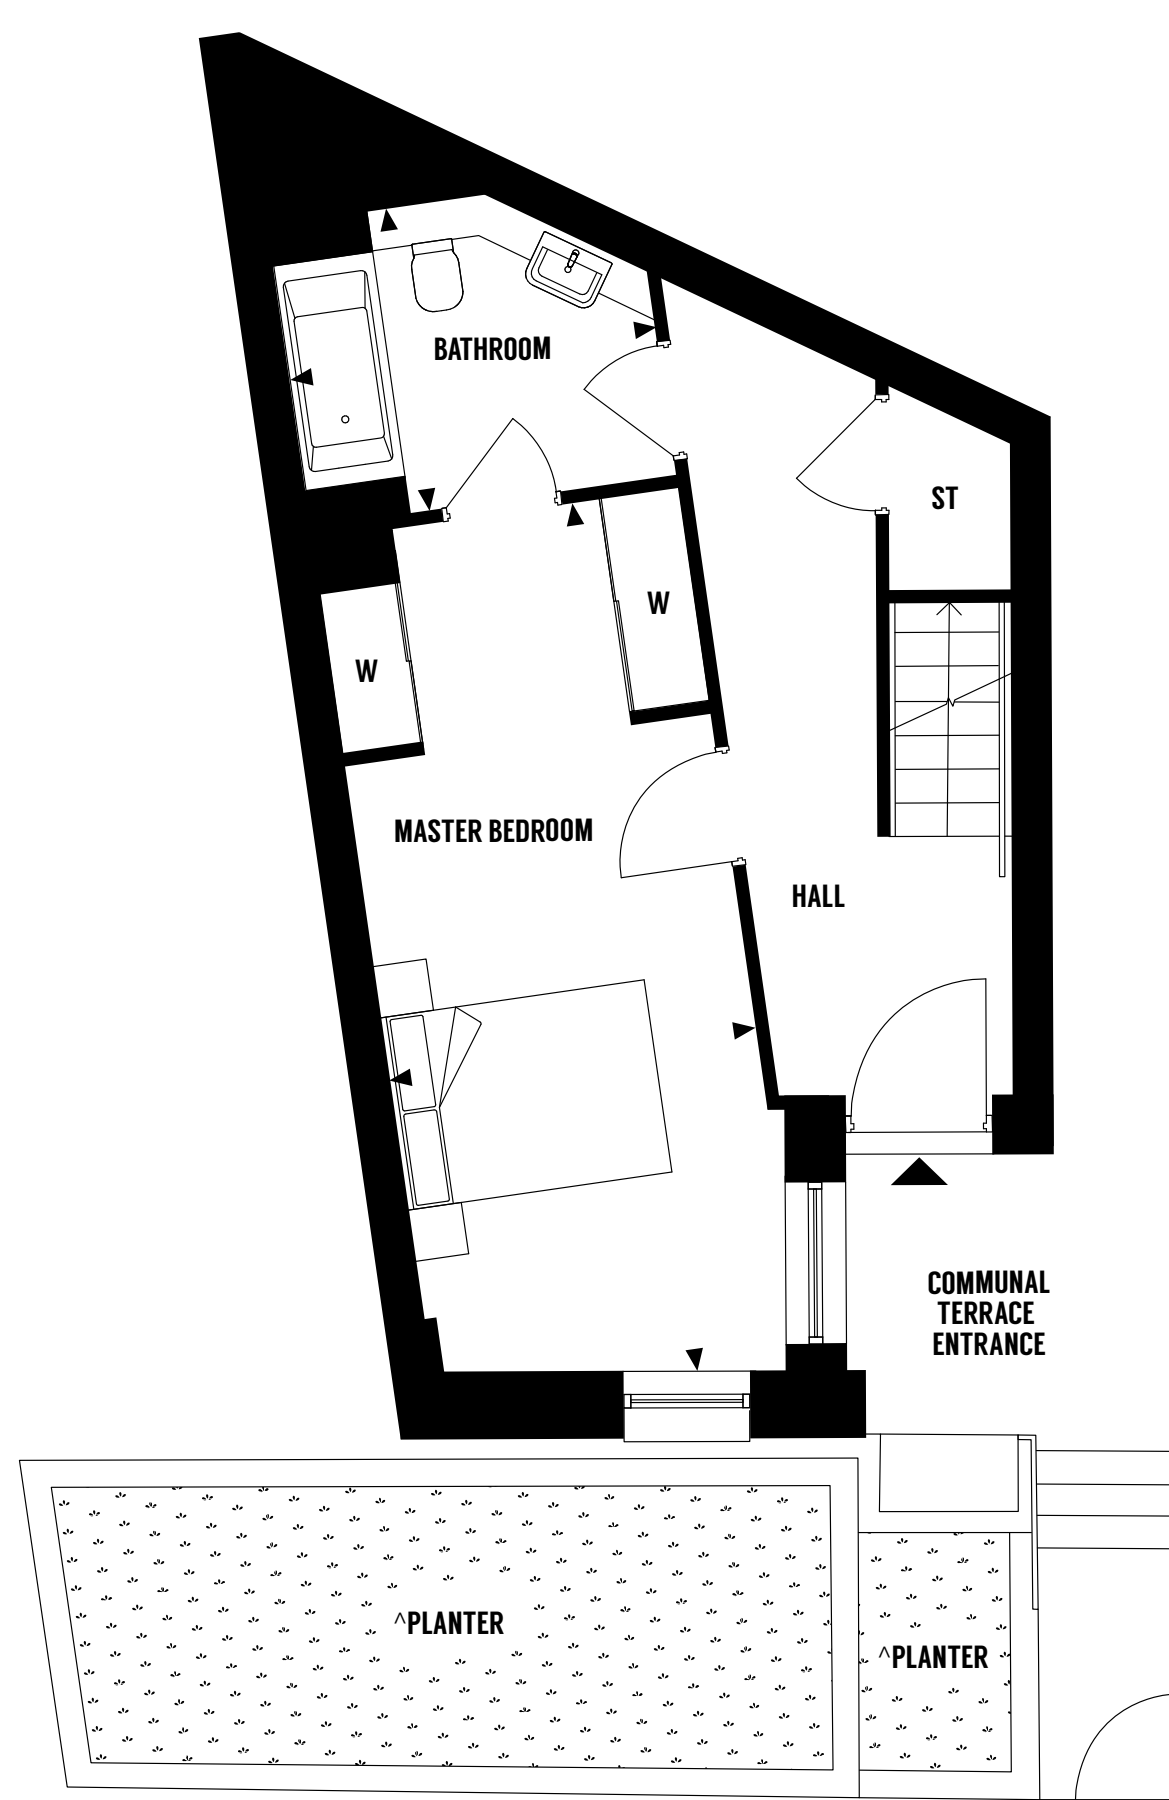 BATHROOM
ST
W
W
MASTER BEDROOM
HALL
COMMUNAL
TERRACE
ENTRANCE
^PLANTER
^PLANTER